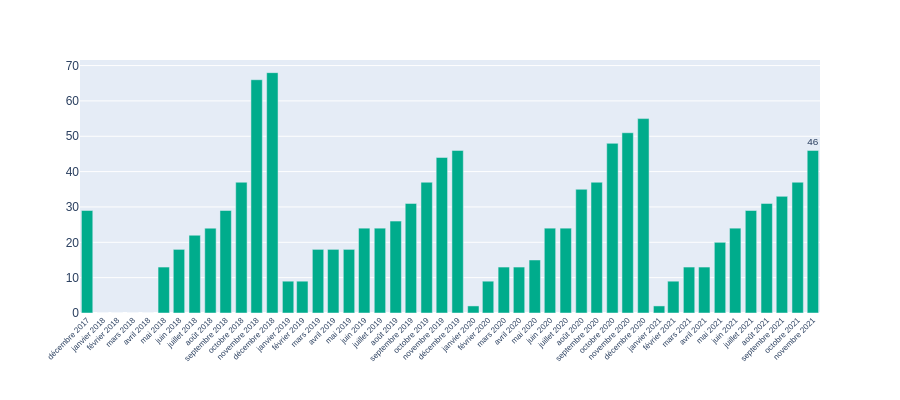 70
60
50
40
30
20
10
0
46
décembre 2017
janvier 2018
février 2018
mars 2018
avril 2018
mai 2018
juin 2018
juillet 2018
août 2018
septembre 2018
octobre 2018
novembre 2018
décembre 2018
janvier 2019
février 2019
mars 2019
avril 2019
mai 2019
juin 2019
juillet 2019
août 2019
septembre 2019
octobre 2019
novembre 2019
décembre 2019
janvier 2020
février 2020
mars 2020
avril 2020
mai 2020
juin 2020
juillet 2020
août 2020
septembre 2020
octobre 2020
novembre 2020
décembre 2020
janvier 2021
février 2021
mars 2021
avril 2021
mai 2021
juin 2021
juillet 2021
août 2021
septembre 2021
octobre 2021
novembre 2021